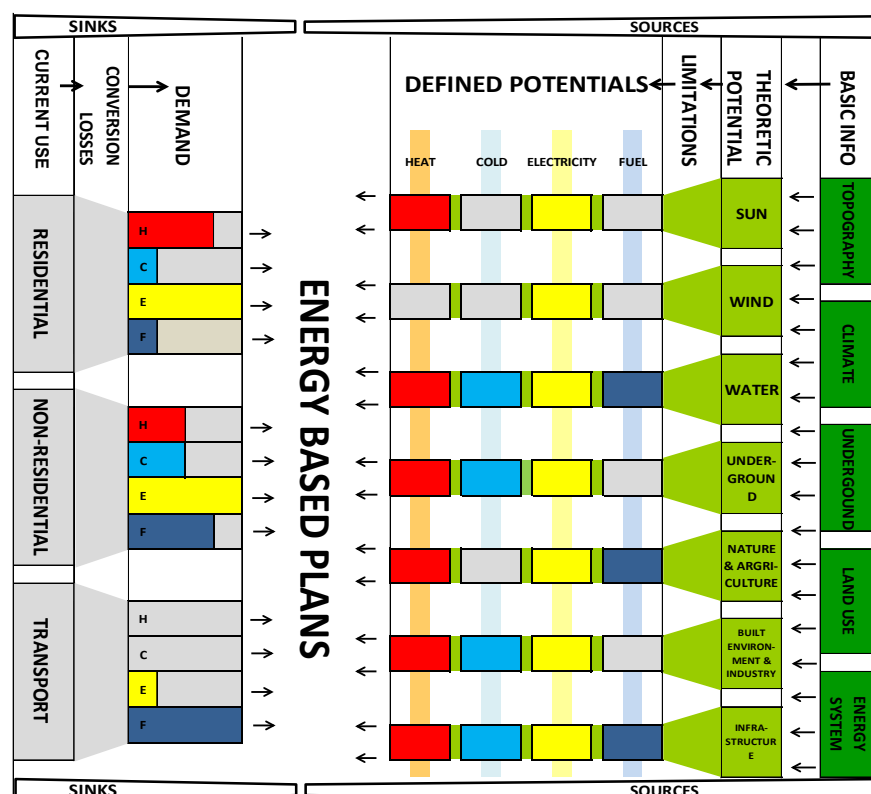 SINKS
SOURCES
CURRENT USE
CONVERSION
LOSSES
DEMAND
DEFINED POTENTIALS
LIMITATIONS
THEORETIC
POTENTIAL
BASIC INFO
HEAT
COLD
ELECTRICITY
FUEL
RESIDENTIAL
H
C
E
F
NON-RESIDENTIAL
H
C
E
F
TRANSPORT
H
C
E
F
ENERGY BASED PLANS
SUN
WIND
WATER
UNDER-
GROUN
D
NATURE
& ARGRI-
CULTURE
BUILT
ENVIRON-
MENT &
INDUSTRY
INFRA-
STRUCTUR
E
TOPOGRAPHY
CLIMATE
UNDERGOUND
LAND USE
ENERGY
SYSTEM
SINKS
SOURCES